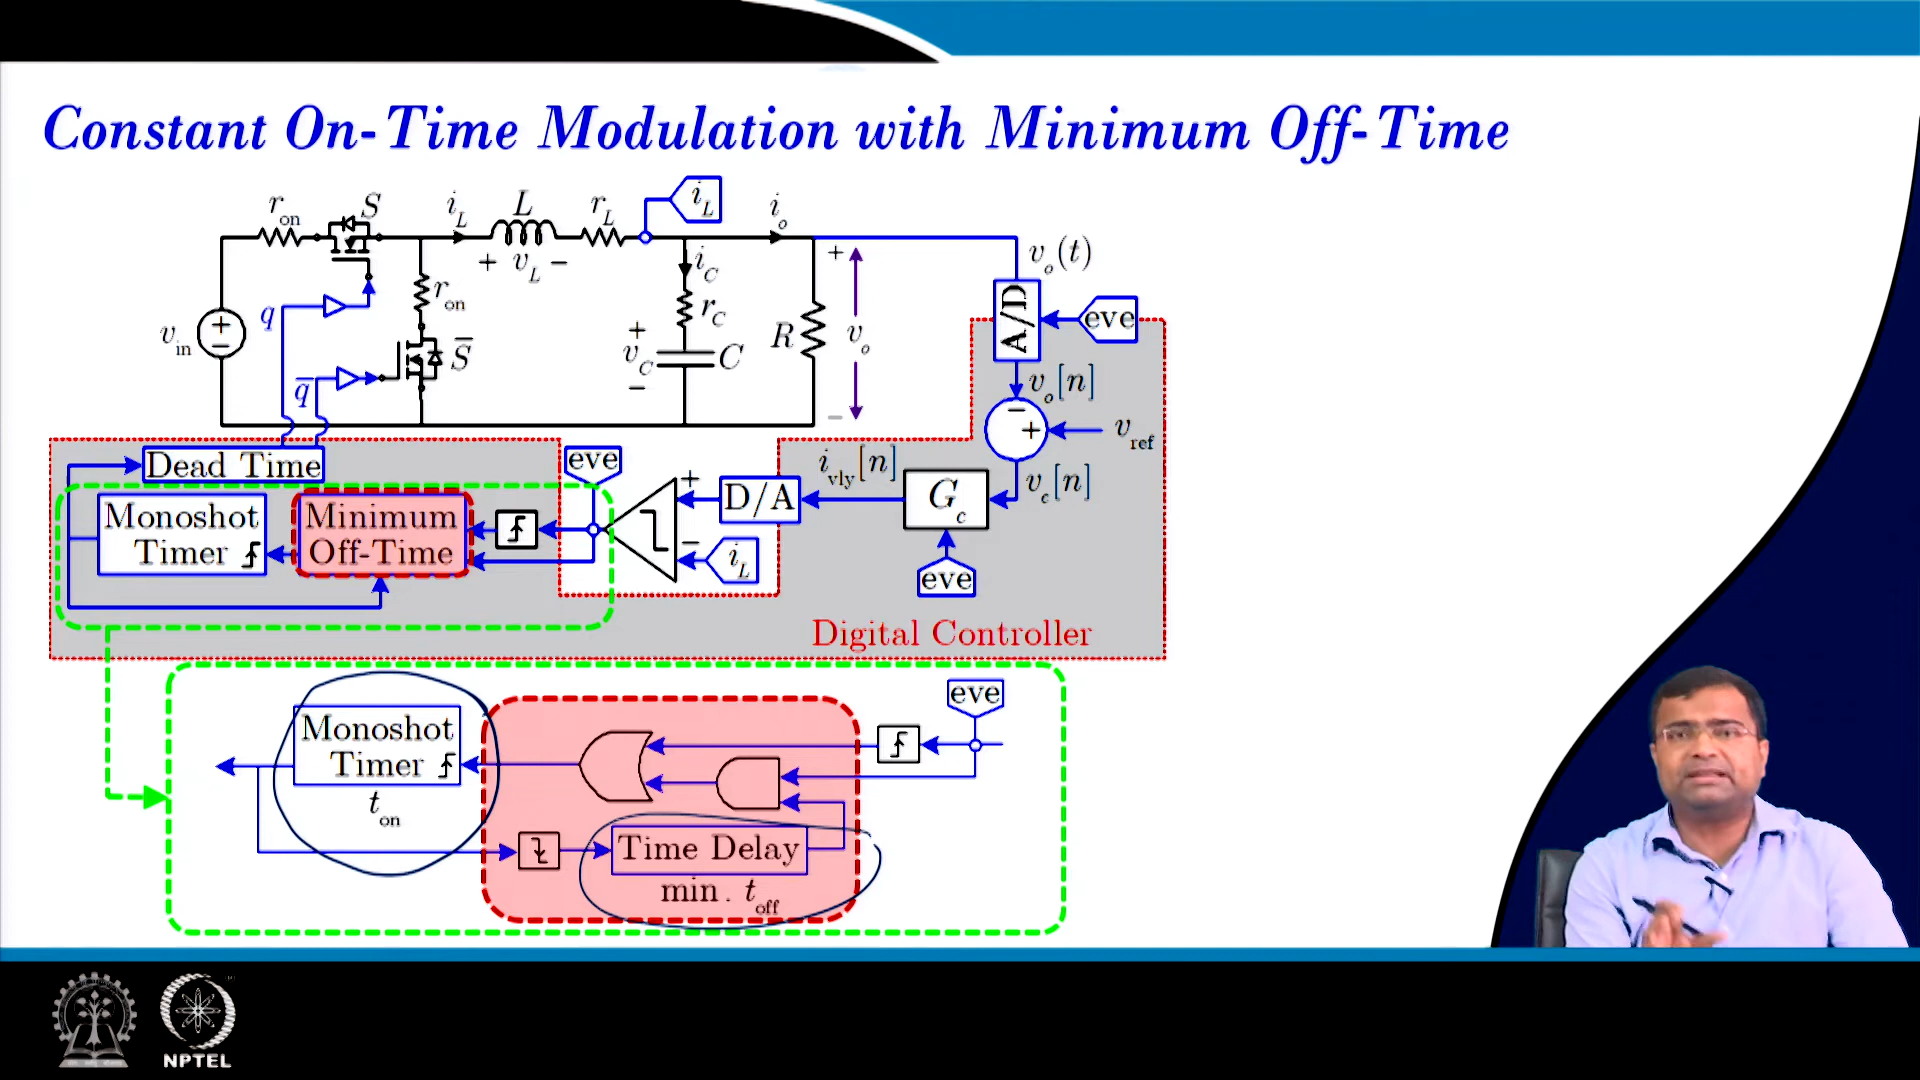 Constant On-Time Modulation with Minimum Off-Time
r_on S i_L L r_L i_L i_o
+ v_L − i_C + v_o(t)
r_on r_C A/D eve
q v_in + − + v_C − C R v_o
q̅ S̅ v_o[n]
− − + v_ref
Dead Time eve + D/A i_vly[n] G_c v_c[n]
Monoshot Timer
Minimum Off-Time
− i_L eve
Digital Controller
eve
Monoshot
Timer
t_on
Time Delay
min. t_off
NPTEL